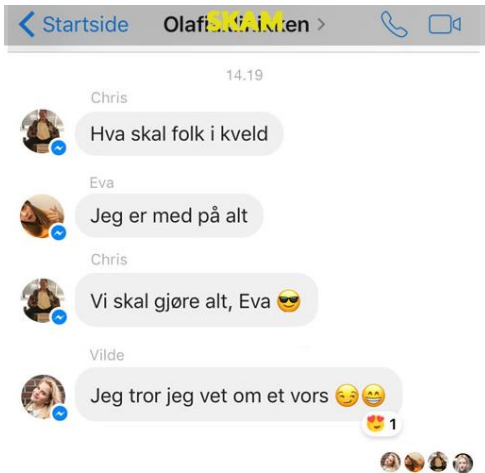 Startside
SKAM
14.19
Chris
Hva skal folk i kveld
Eva
Jeg er med på alt
Chris
Vi skal gjøre alt, Eva 😎
Vilde
Jeg tror jeg vet om et vors 😏😁
😍 1